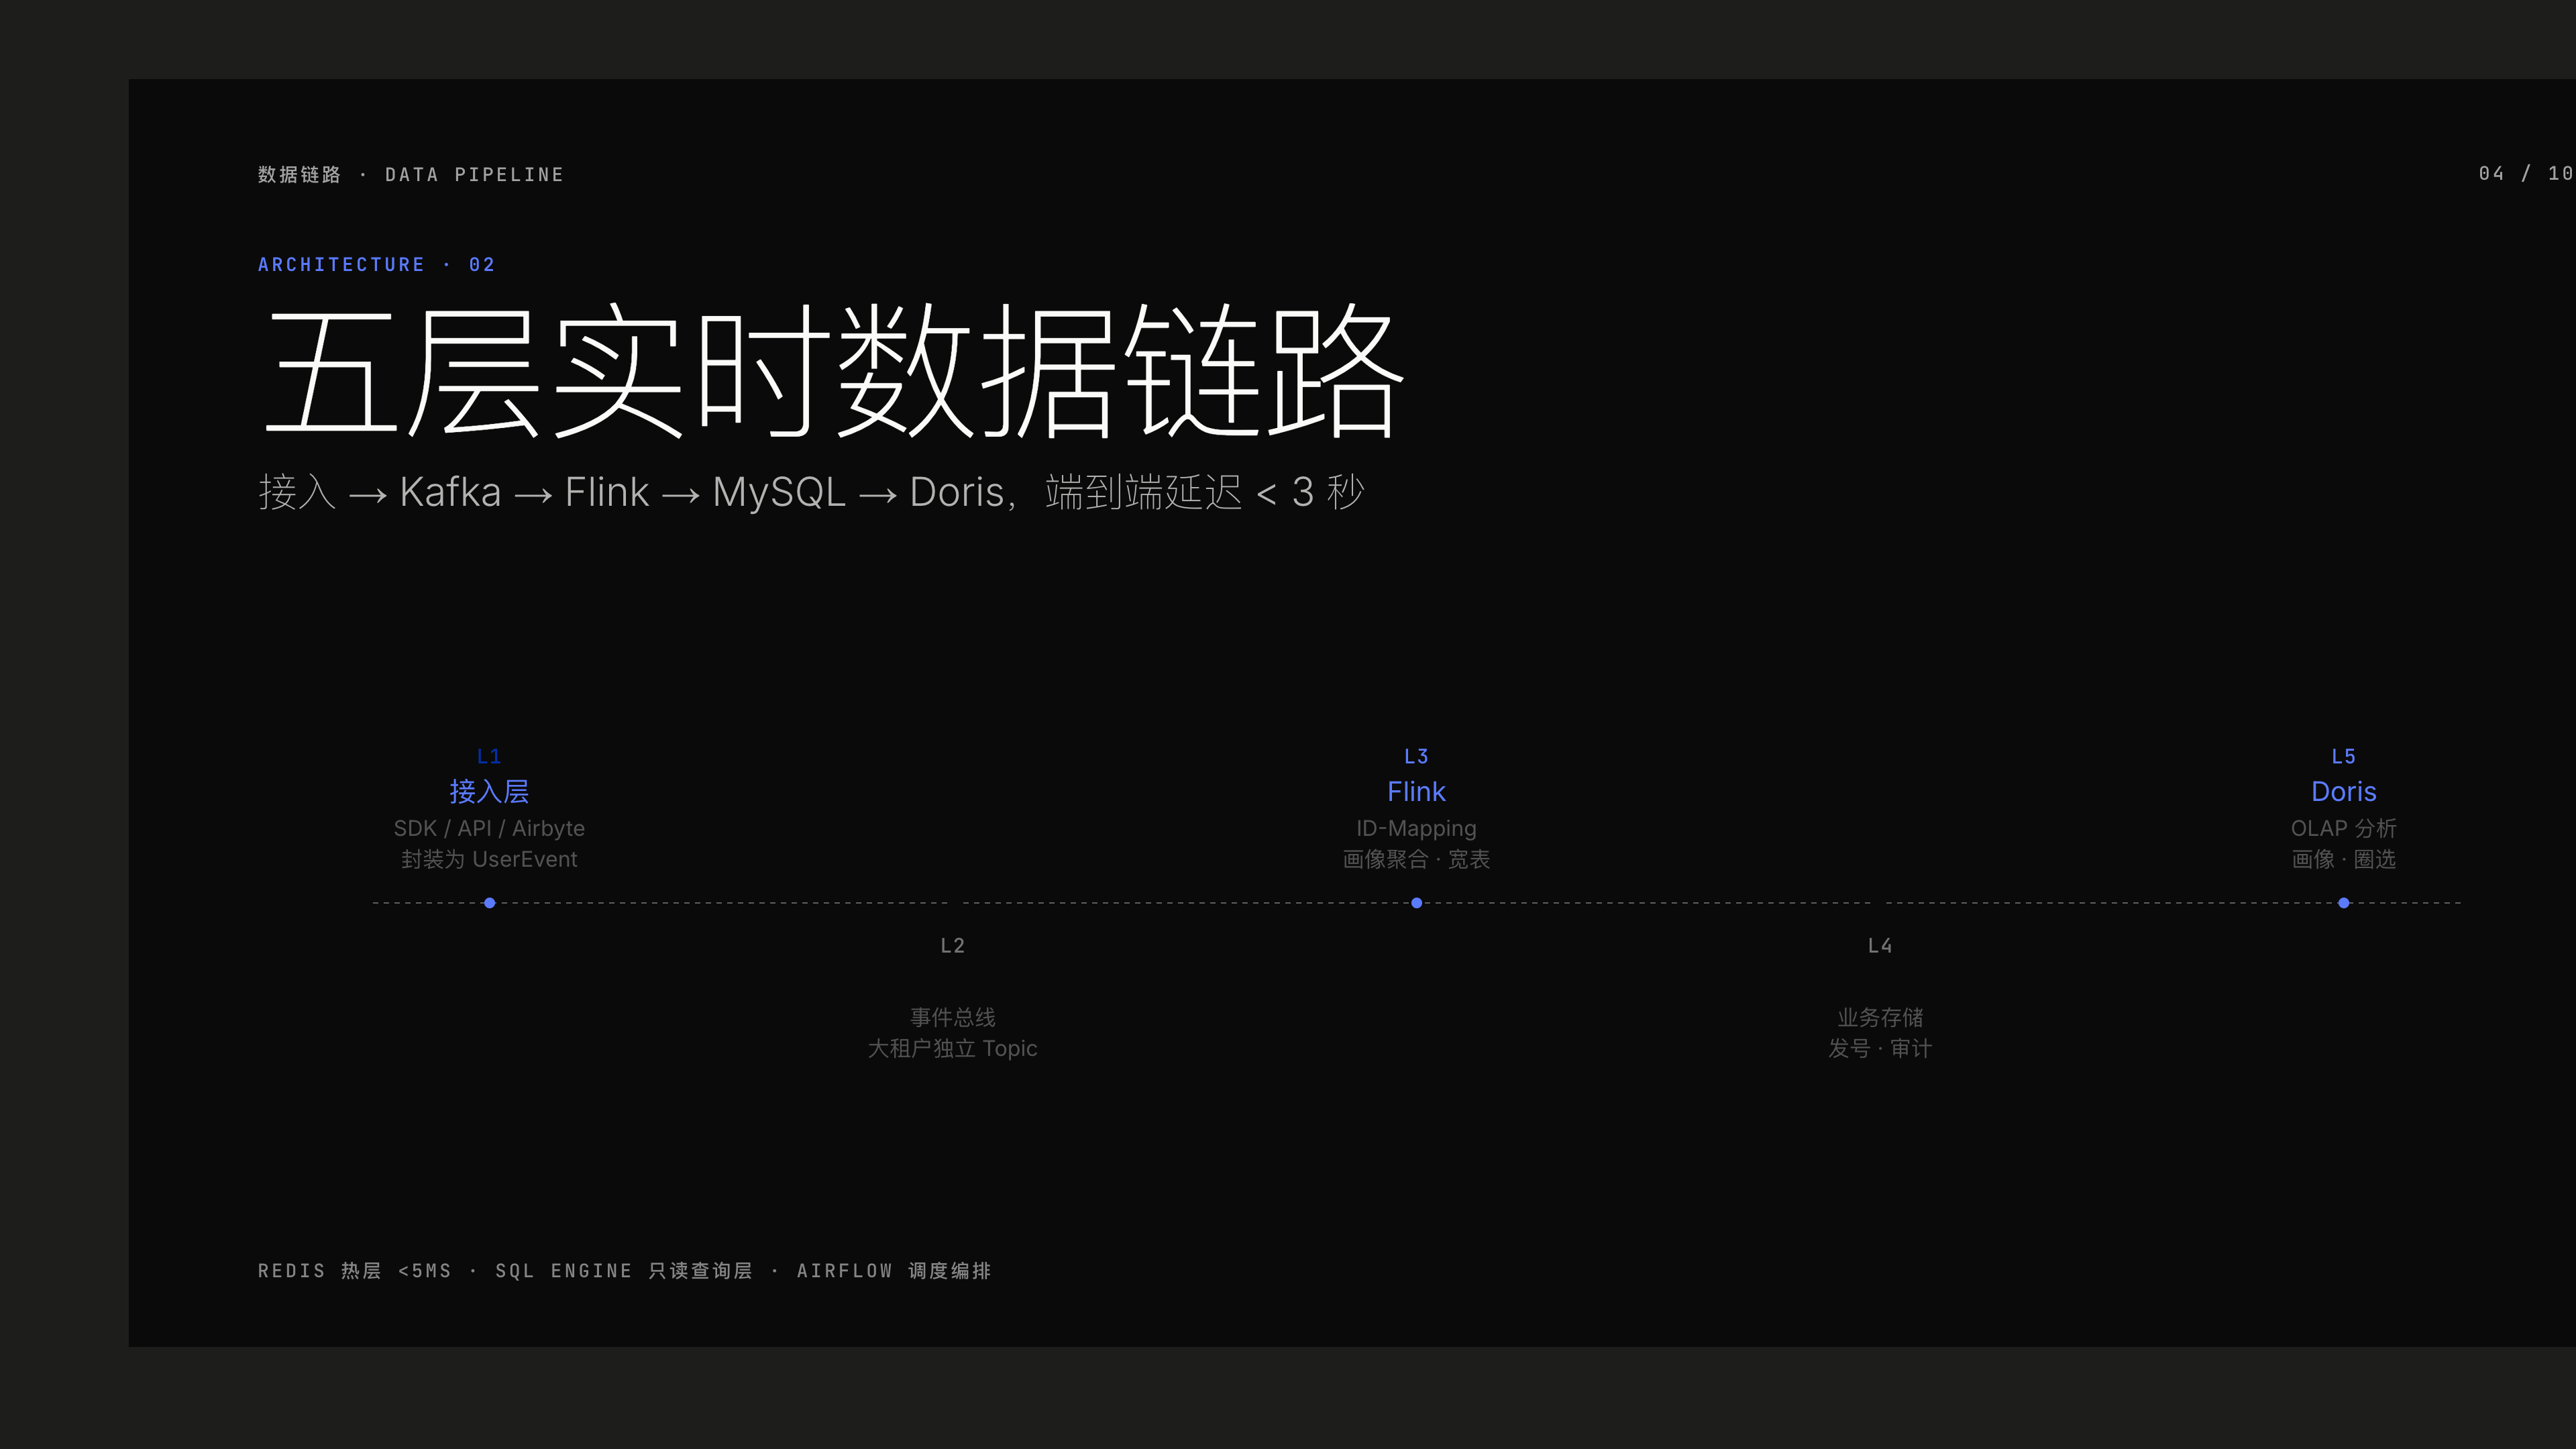 数据链路 · DATA PIPELINE
04 / 10
ARCHITECTURE · 02
五层实时数据链路
接入 → Kafka → Flink → MySQL → Doris，端到端延迟 < 3 秒
L1
接入层
SDK / API / Airbyte
封装为 UserEvent
L2
事件总线
大租户独立 Topic
L3
Flink
ID-Mapping
画像聚合 · 宽表
L4
业务存储
发号 · 审计
L5
Doris
OLAP 分析
画像 · 圈选
REDIS 热层 <5MS · SQL ENGINE 只读查询层 · AIRFLOW 调度编排